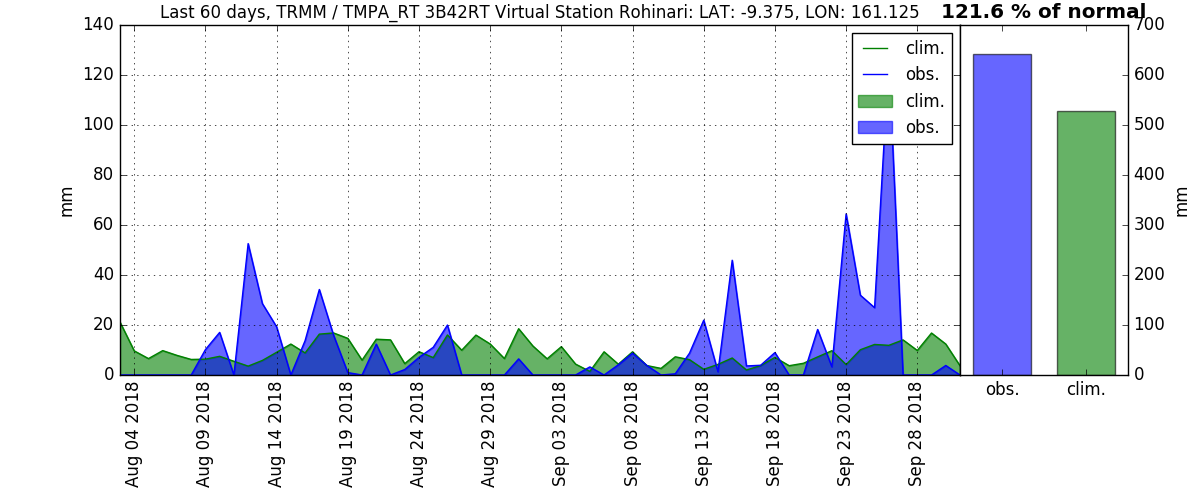 Last 60 days, TRMM / TMPA_RT 3B42RT Virtual Station Rohinari: LAT: -9.375, LON: 161.125
121.6 % of normal
140
120
100
80
60
40
20
0
mm
clim.
obs.
clim.
obs.
700
600
500
400
300
200
100
0
mm
obs.
clim.
Aug 04 2018
Aug 09 2018
Aug 14 2018
Aug 19 2018
Aug 24 2018
Aug 29 2018
Sep 03 2018
Sep 08 2018
Sep 13 2018
Sep 18 2018
Sep 23 2018
Sep 28 2018